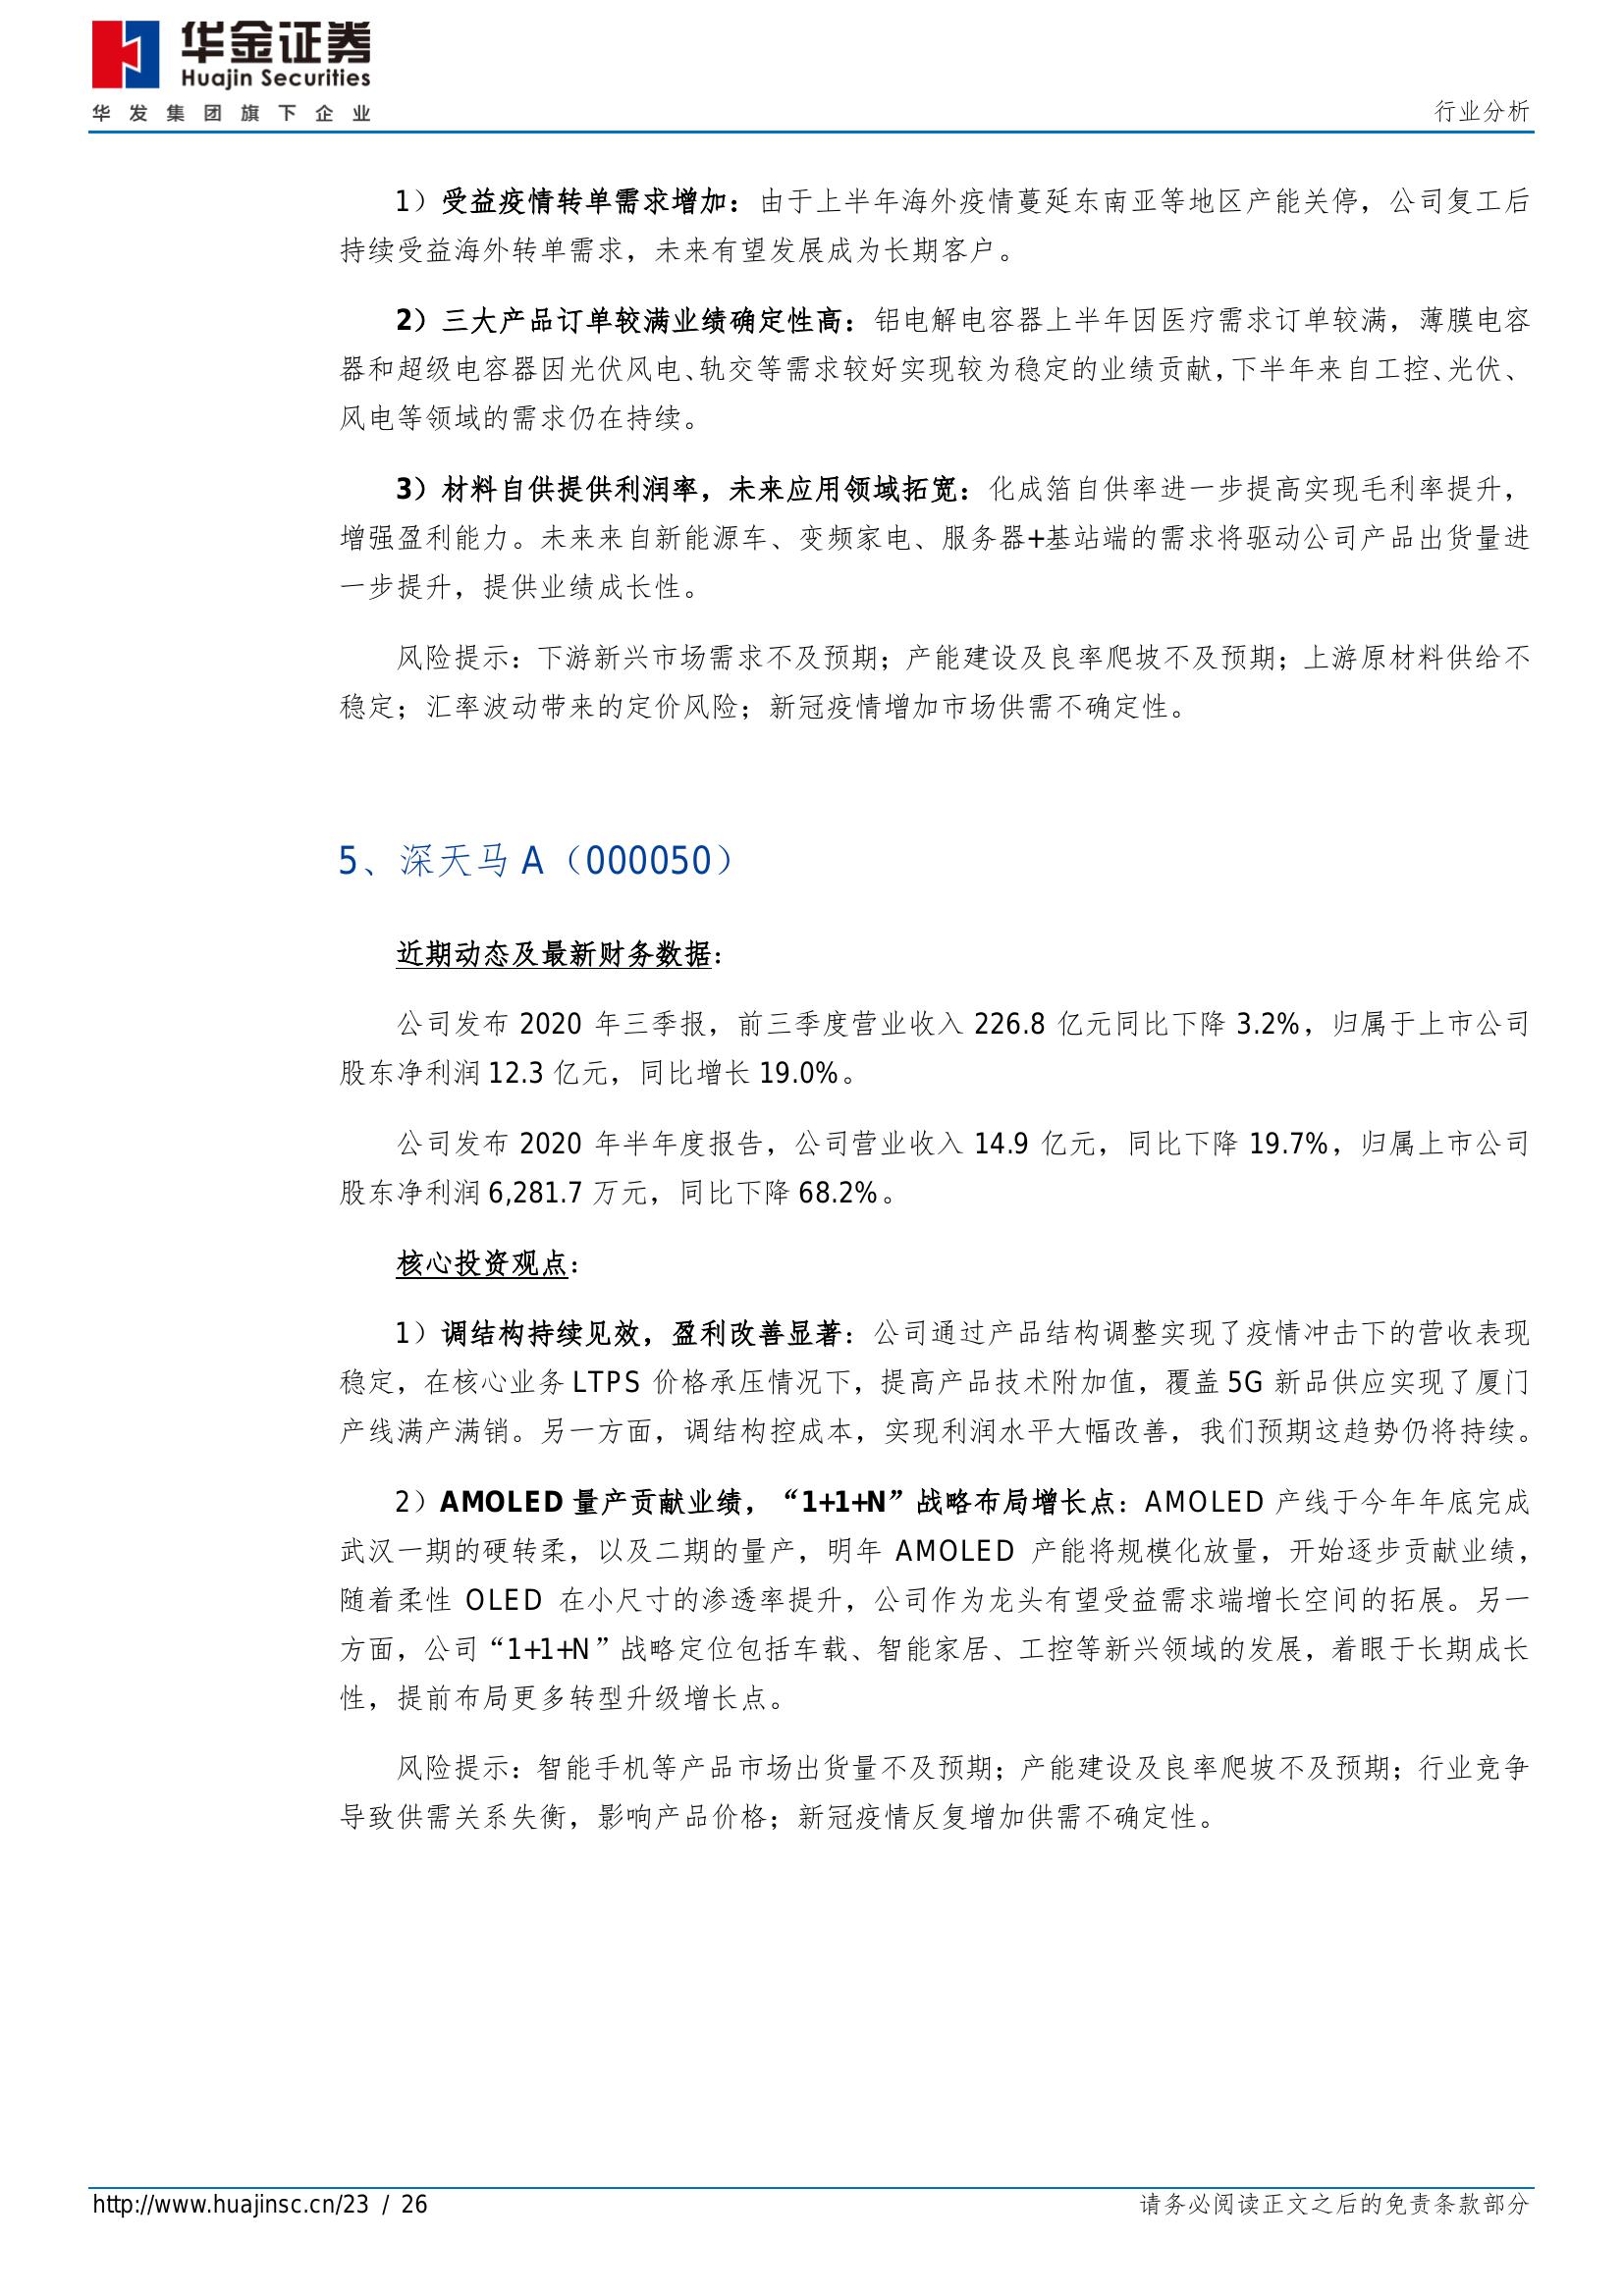 华金证券
Huajin Securities
华发集团旗下企业
行业分析
1）受益疫情转单需求增加：由于上半年海外疫情蔓延东南亚等地区产能关停，公司复工后
持续受益海外转单需求，未来有望发展成为长期客户。
2）三大产品订单较满业绩确定性高：铝电解电容器上半年因医疗需求订单较满，薄膜电容
器和超级电容器因光伏风电、轨交等需求较好实现较为稳定的业绩贡献，下半年来自工控、光伏、
风电等领域的需求仍在持续。
3）材料自供提供利润率，未来应用领域拓宽：化成箔自供率进一步提高实现毛利率提升，
增强盈利能力。未来来自新能源车、变频家电、服务器+基站端的需求将驱动公司产品出货量进
一步提升，提供业绩成长性。
风险提示：下游新兴市场需求不及预期；产能建设及良率爬坡不及预期；上游原材料供给不
稳定；汇率波动带来的定价风险；新冠疫情增加市场供需不确定性。
5、深天马 A（000050）
近期动态及最新财务数据：
公司发布 2020 年三季报，前三季度营业收入 226.8 亿元同比下降 3.2%，归属于上市公司
股东净利润 12.3 亿元，同比增长 19.0%。
公司发布 2020 年半年度报告，公司营业收入 14.9 亿元，同比下降 19.7%，归属上市公司
股东净利润 6,281.7 万元，同比下降 68.2%。
核心投资观点：
1）调结构持续见效，盈利改善显著：公司通过产品结构调整实现了疫情冲击下的营收表现
稳定，在核心业务 LTPS 价格承压情况下，提高产品技术附加值，覆盖 5G 新品供应实现了厦门
产线满产满销。另一方面，调结构控成本，实现利润水平大幅改善，我们预期这趋势仍将持续。
2）AMOLED 量产贡献业绩，“1+1+N”战略布局增长点：AMOLED 产线于今年年底完成
武汉一期的硬转柔，以及二期的量产，明年 AMOLED 产能将规模化放量，开始逐步贡献业绩，
随着柔性 OLED 在小尺寸的渗透率提升，公司作为龙头有望受益需求端增长空间的拓展。另一
方面，公司“1+1+N”战略定位包括车载、智能家居、工控等新兴领域的发展，着眼于长期成长
性，提前布局更多转型升级增长点。
风险提示：智能手机等产品市场出货量不及预期；产能建设及良率爬坡不及预期；行业竞争
导致供需关系失衡，影响产品价格；新冠疫情反复增加供需不确定性。
http://www.huajinsc.cn/23 / 26
请务必阅读正文之后的免责条款部分